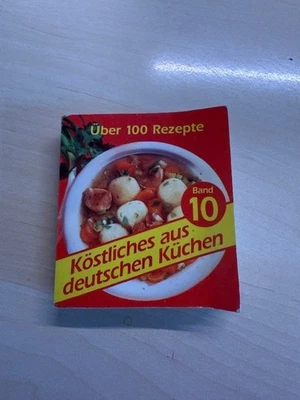 Über 100 Rezepte
Band
10
Köstliches aus
deutschen Küchen